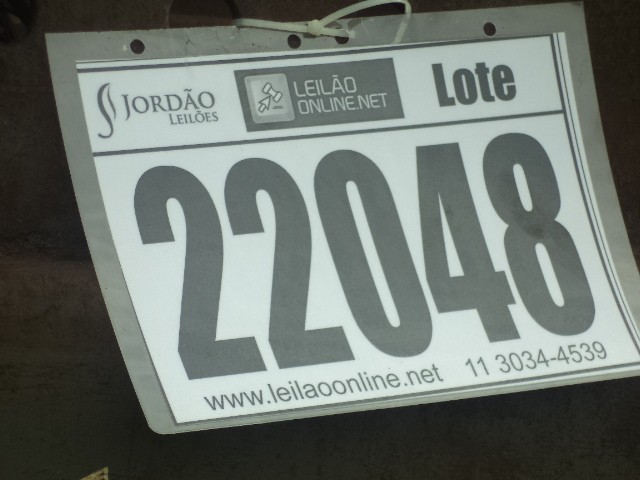 JORDÃO
LEILÕES
LEILÃO
ONLINE.NET
Lote
22048
www.leilaoonline.net 11 3034-4539